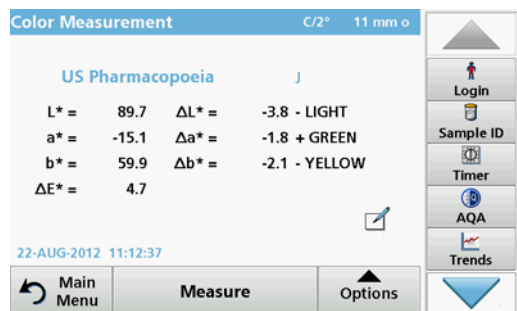 Color Measurement C/2° 11 mm o
US Pharmacopoeia J
L* = 89.7 ΔL* = -3.8 - LIGHT
a* = -15.1 Δa* = -1.8 + GREEN
b* = 59.9 Δb* = -2.1 - YELLOW
ΔE* = 4.7
22-AUG-2012 11:12:37
Main Menu
Measure
Options
Login
Sample ID
Timer
AQA
Trends